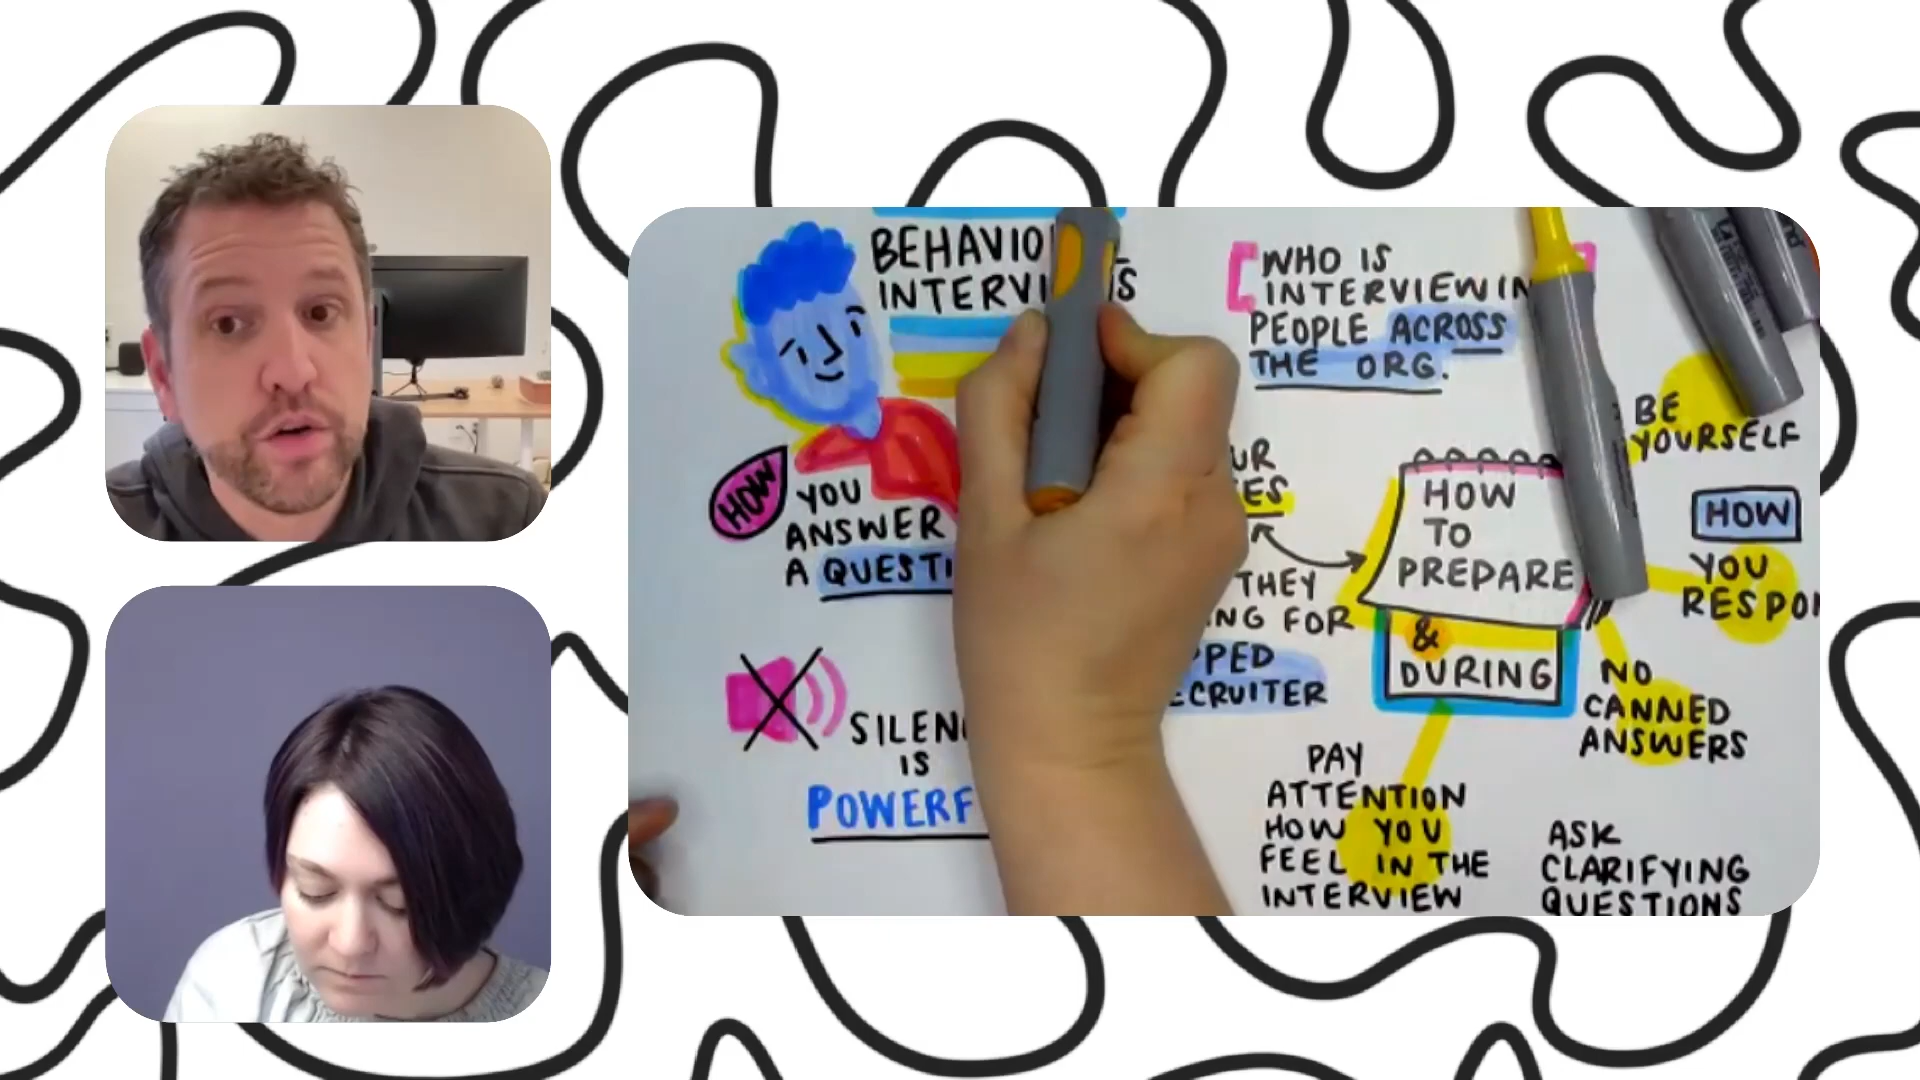 BEHAVIO
INTERVI
HOW
YOU
ANSWER
A QUESTI
SILEN
IS
POWERF
WHO IS
INTERVIEWIN
PEOPLE ACROSS
THE ORG.
UR
ES
THEY
NG FOR
PPED
ECRUITER
HOW
TO
PREPARE
&
DURING
BE
YOURSELF
HOW
YOU
RESPO
NO
CANNED
ANSWERS
PAY
ATTENTION
HOW YOU
FEEL IN THE
INTERVIEW
ASK
CLARIFYING
QUESTIONS